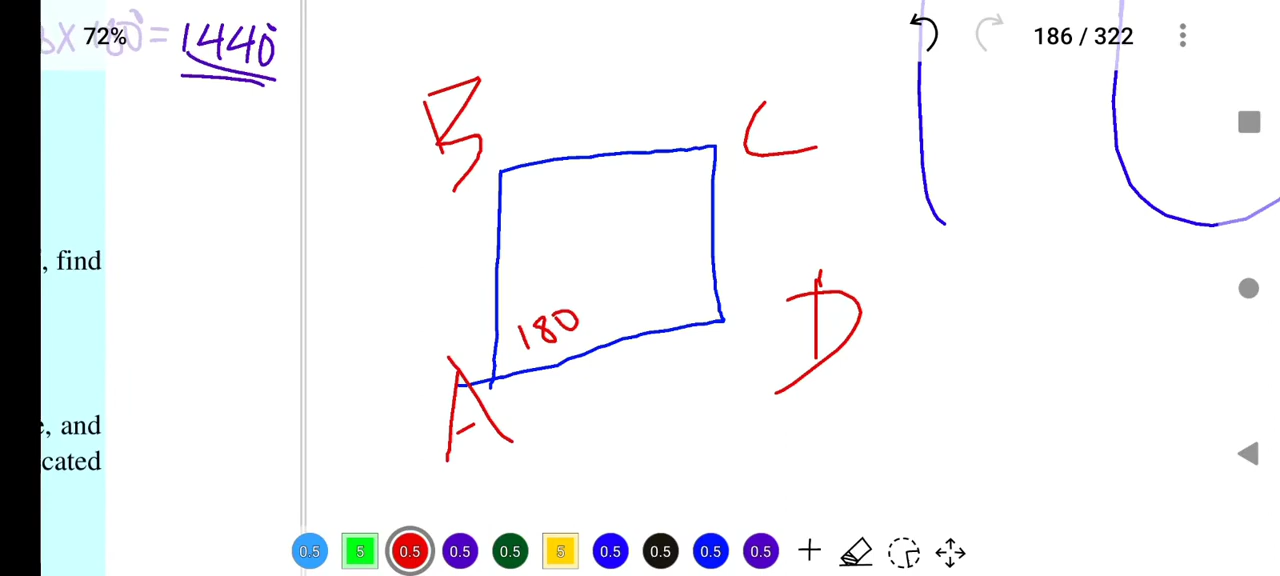 72%
= 1440°
186 / 322
B
C
, find
180
D
A
, and
cated
0.5 5 0.5 0.5 0.5 5 0.5 0.5 0.5 0.5